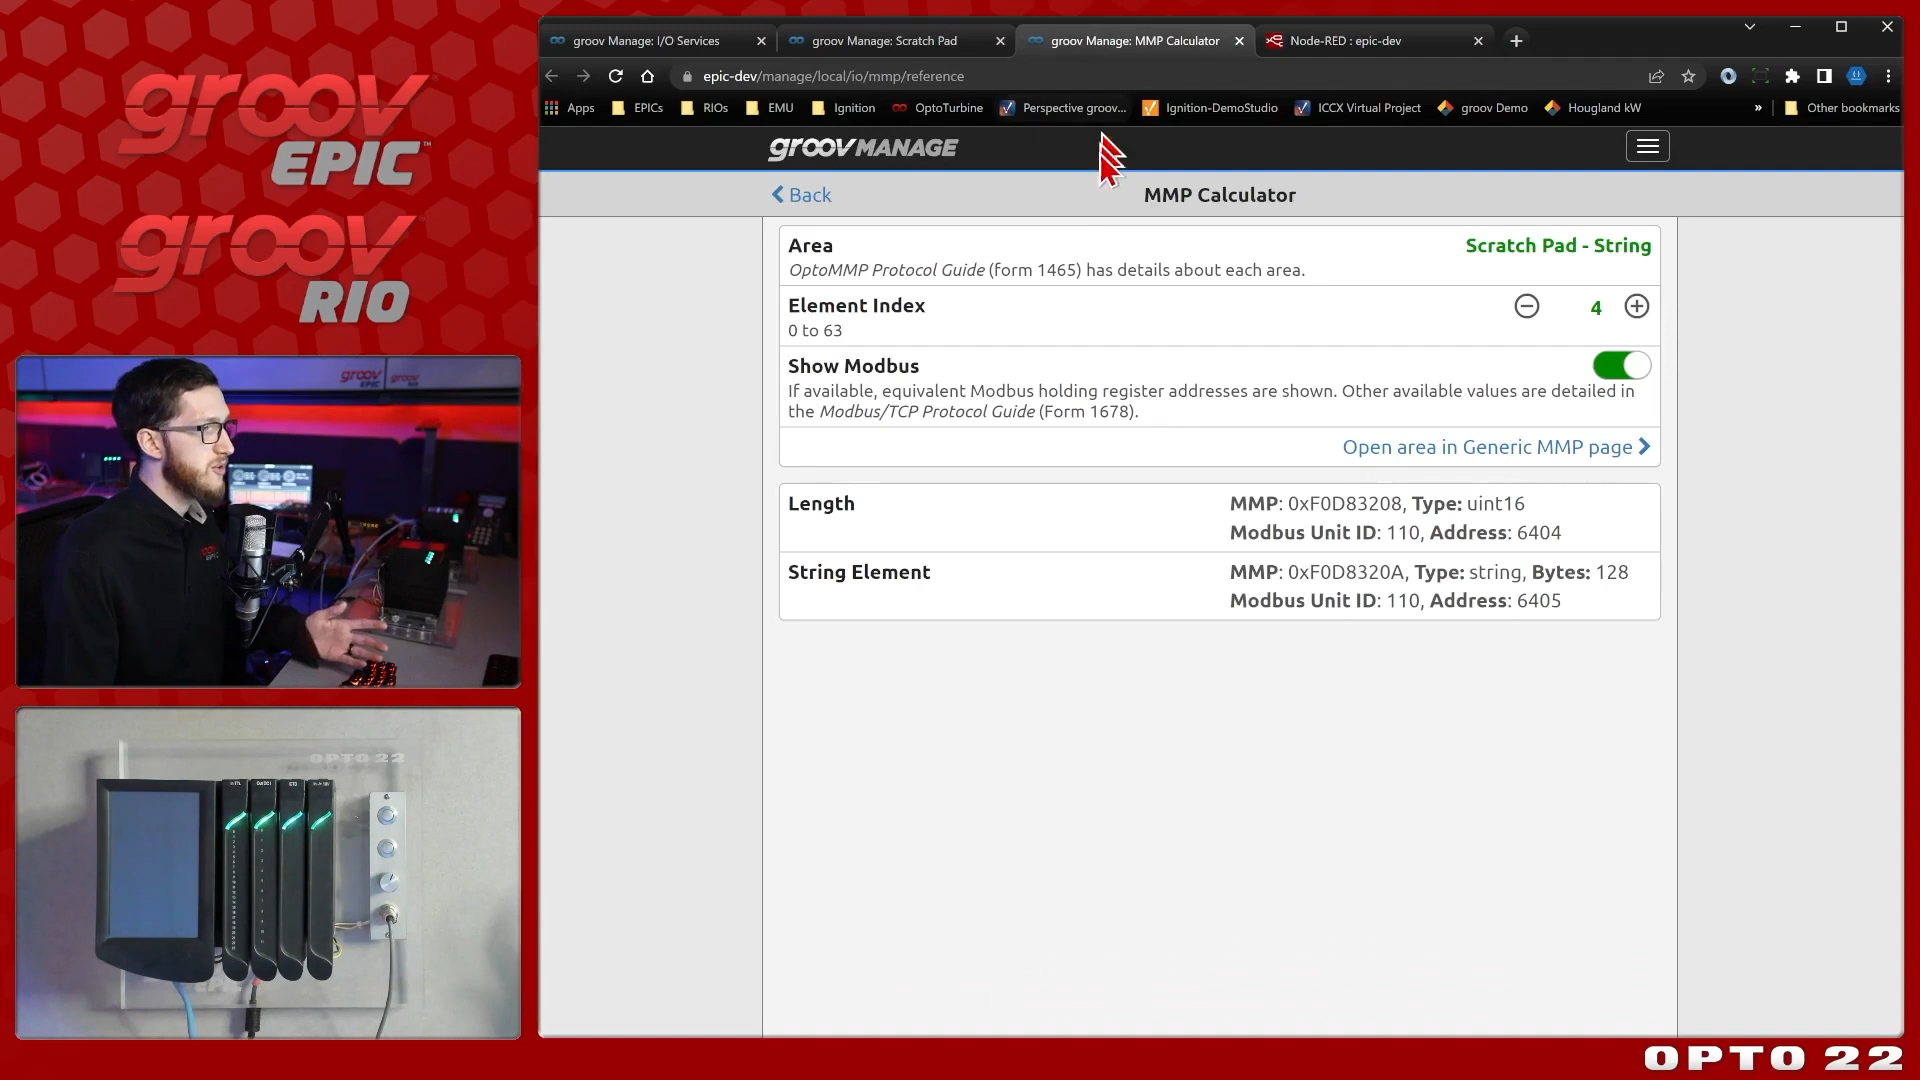 groov
EPIC™
groov
RIO
groov
EPIC
groov
OPTO 22
groov Manage: I/O Services
groov Manage: Scratch Pad
groov Manage: MMP Calculator
Node-RED : epic-dev
epic-dev/manage/local/io/mmp/reference
Apps
EPICs
RIOs
EMU
Ignition
OptoTurbine
Perspective groov...
Ignition-DemoStudio
ICCX Virtual Project
groov Demo
Hougland kW
»
Other bookmarks
groov MANAGE
Back
MMP Calculator
Area
Scratch Pad - String
OptoMMP Protocol Guide (form 1465) has details about each area.
Element Index
4
0 to 63
Show Modbus
If available, equivalent Modbus holding register addresses are shown. Other available values are detailed in
the Modbus/TCP Protocol Guide (Form 1678).
Open area in Generic MMP page
Length
MMP: 0xF0D83208, Type: uint16
Modbus Unit ID: 110, Address: 6404
String Element
MMP: 0xF0D8320A, Type: string, Bytes: 128
Modbus Unit ID: 110, Address: 6405
OPTO 22